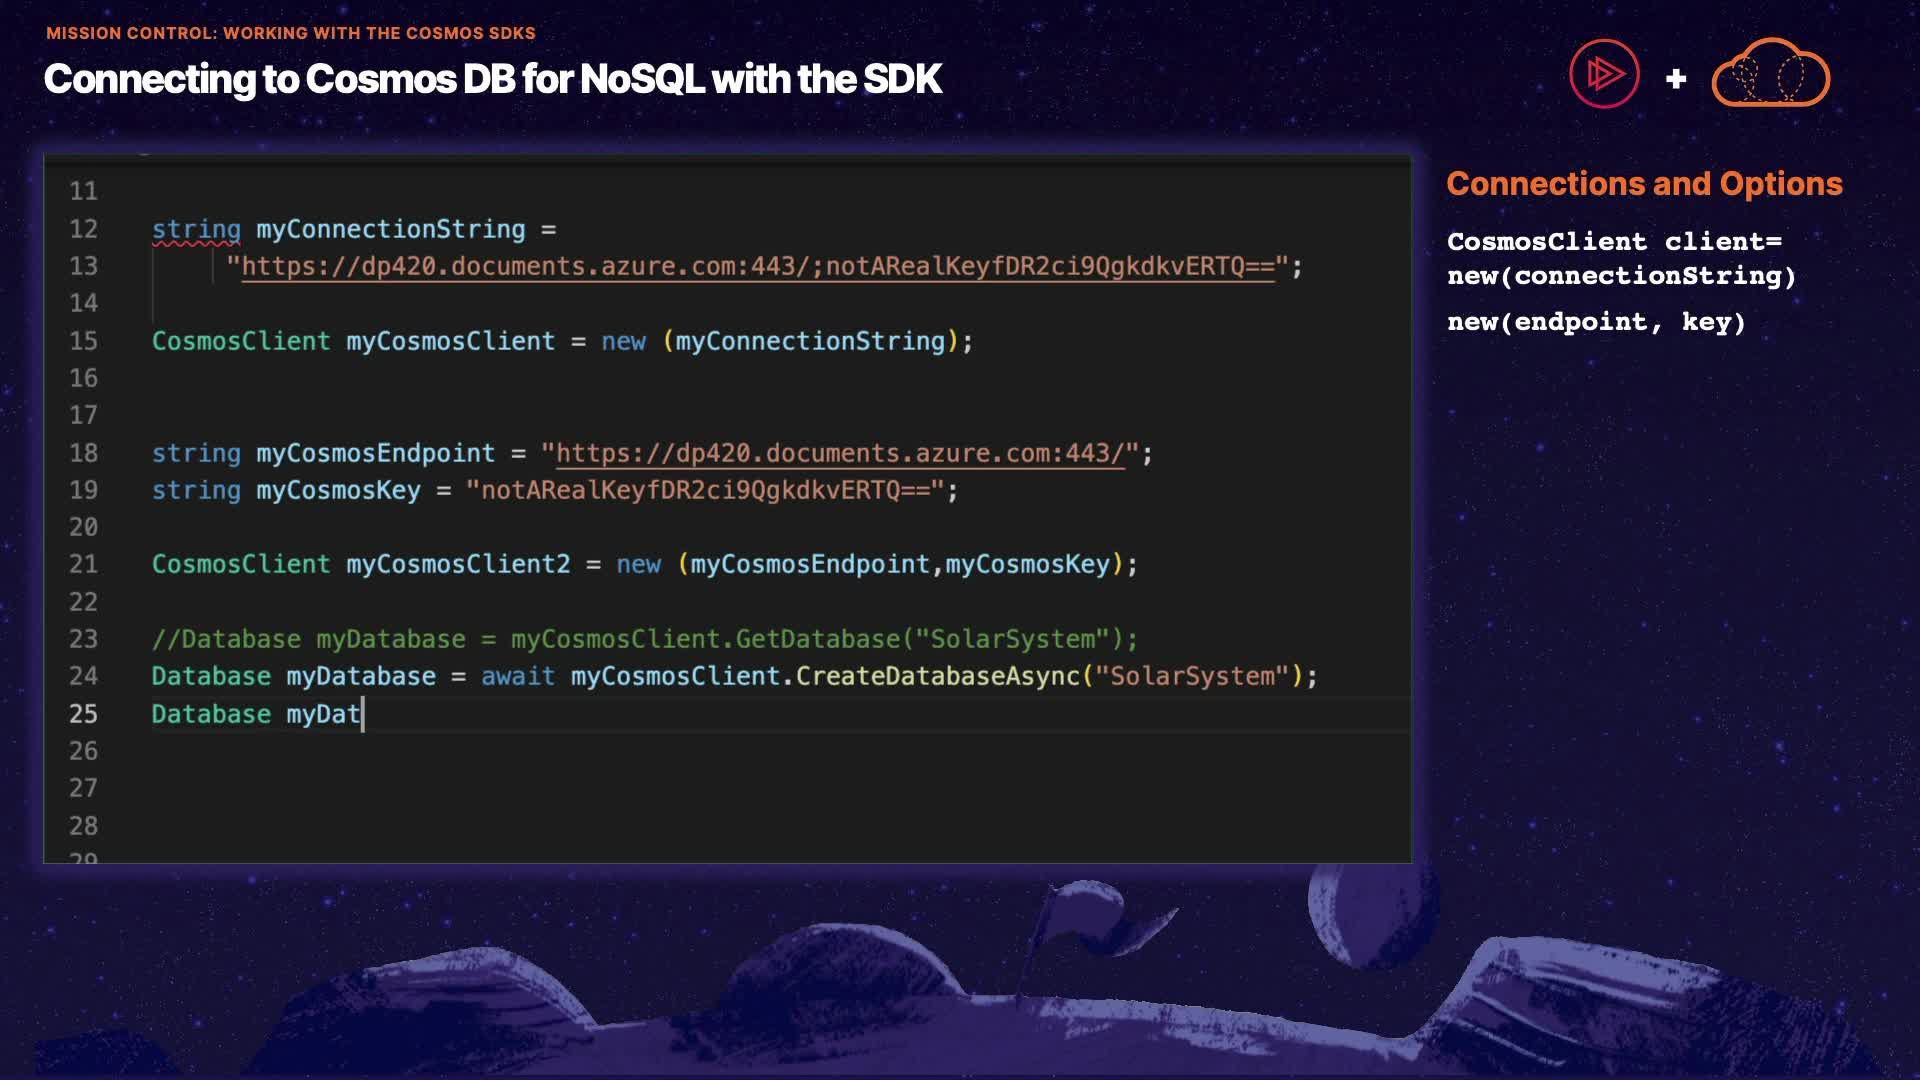 MISSION CONTROL: WORKING WITH THE COSMOS SDKS
Connecting to Cosmos DB for NoSQL with the SDK
11
12 string myConnectionString =
13 "https://dp420.documents.azure.com:443/;notARealKeyfDR2ci9QgkdkvERTQ==";
14
15 CosmosClient myCosmosClient = new (myConnectionString);
16
17
18 string myCosmosEndpoint = "https://dp420.documents.azure.com:443/";
19 string myCosmosKey = "notARealKeyfDR2ci9QgkdkvERTQ==";
20
21 CosmosClient myCosmosClient2 = new (myCosmosEndpoint,myCosmosKey);
22
23 //Database myDatabase = myCosmosClient.GetDatabase("SolarSystem");
24 Database myDatabase = await myCosmosClient.CreateDatabaseAsync("SolarSystem");
25 Database myDat
26
27
28
29
Connections and Options
CosmosClient client=
new(connectionString)
new(endpoint, key)